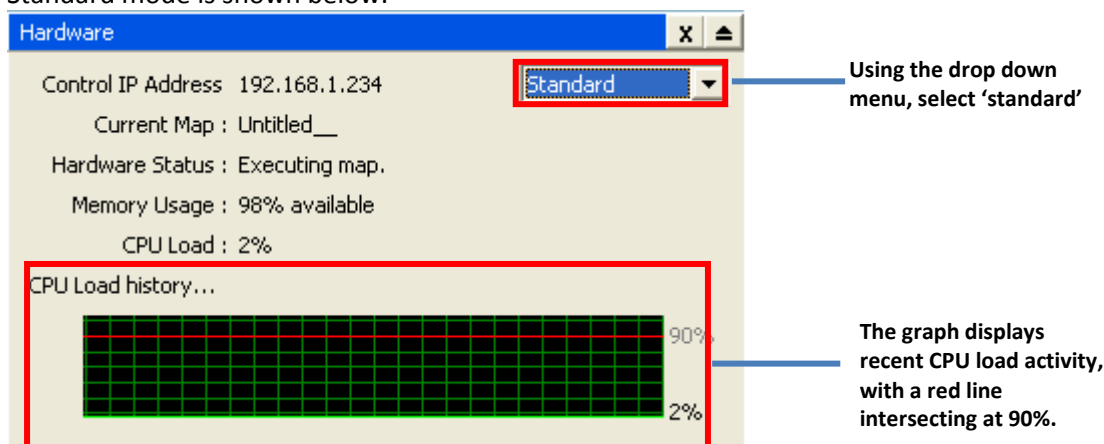 Standard mode is shown below:
Hardware
Control IP Address 192.168.1.234
Standard
Using the drop down
menu, select ‘standard’
Current Map : Untitled__
Hardware Status : Executing map.
Memory Usage : 98% available
CPU Load : 2%
CPU Load history...
90%
2%
The graph displays
recent CPU load activity,
with a red line
intersecting at 90%.